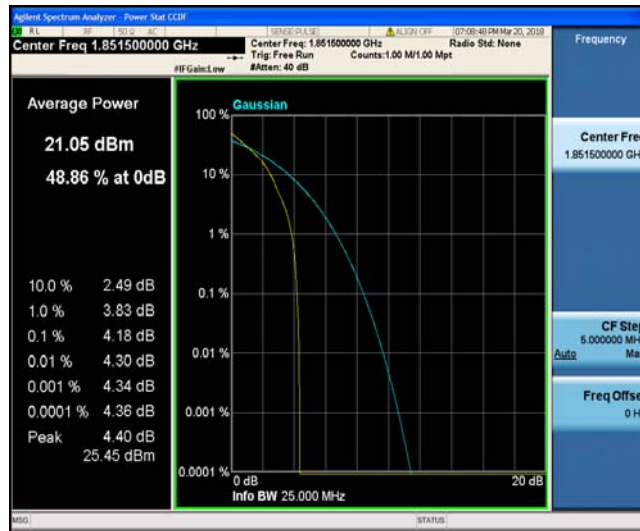 Agilent Spectrum Analyzer - Power Stat CCDF
RL RF 50 Ω AC SENSE:PULSE ALIGN OFF 07:08:48 PM Mar 20, 2018
Center Freq 1.851500000 GHz
Center Freq: 1.851500000 GHz
Radio Std: None
Trig: Free Run Counts:1.00 M/1.00 Mpt
#IFGain:Low #Atten: 40 dB
Frequency
Average Power
21.05 dBm
48.86 % at 0dB
10.0 % 2.49 dB
1.0 % 3.83 dB
0.1 % 4.18 dB
0.01 % 4.30 dB
0.001 % 4.34 dB
0.0001 % 4.36 dB
Peak 4.40 dB
25.45 dBm
Gaussian
100 %
10 %
1 %
0.1 %
0.01 %
0.001 %
0.0001 %
0 dB 20 dB
Info BW 25.000 MHz
Center Fre
1.851500000 GH
CF Step
5.000000 MH
Auto Ma
Freq Offse
0 H
MSG STATUS